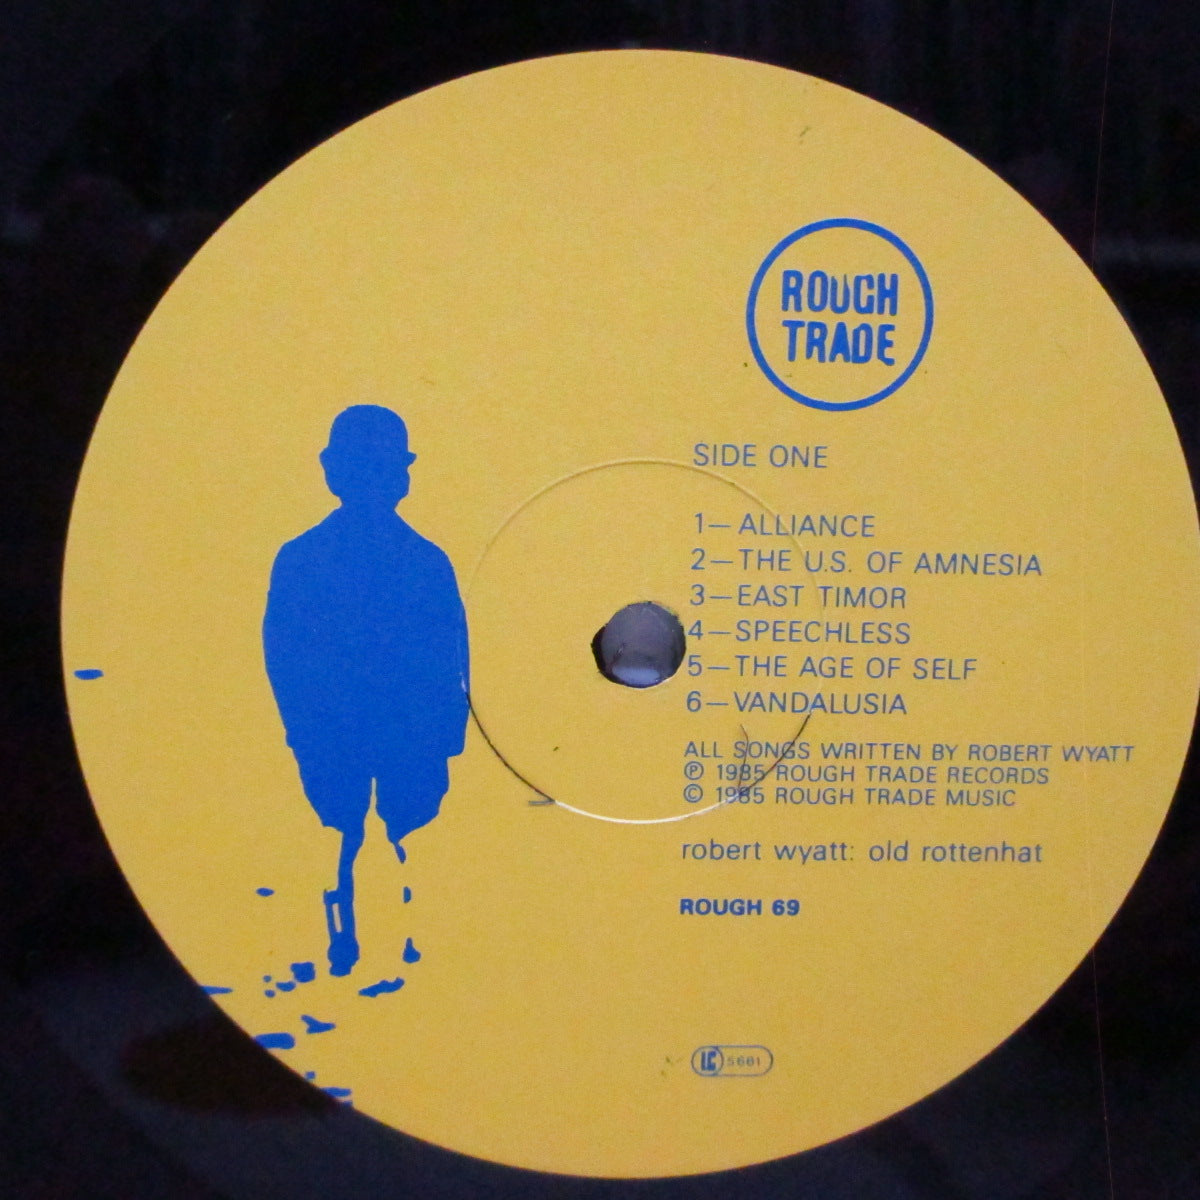 ROUGH
TRADE
SIDE ONE
1—ALLIANCE
2—THE U.S. OF AMNESIA
3—EAST TIMOR
4—SPEECHLESS
5—THE AGE OF SELF
6—VANDALUSIA
ALL SONGS WRITTEN BY ROBERT WYATT
℗ 1985 ROUGH TRADE RECORDS
© 1985 ROUGH TRADE MUSIC
robert wyatt: old rottenhat
ROUGH 69
LC 5661